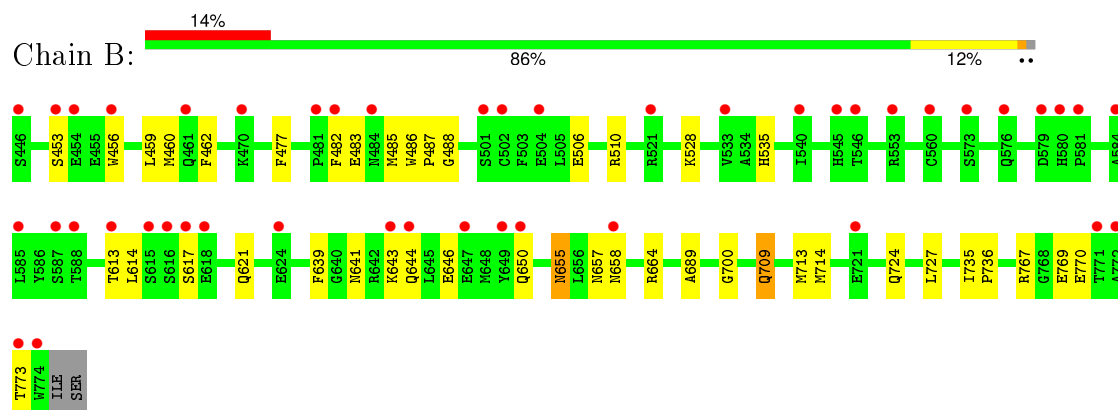 14%
Chain B:
86%
12%
S446 S453 E454 E455 W456 L459 M460 Q461 F462 K470 F477 P481 F482 E483 N484 M485 W486 P487 G488 S501 C502 F503 E504 L505 E506 R510 R521 K528 V533 A534 H535 I540 H545 T546 R553 C560 S573 Q576 D579 H580 P581 A584
L585 Y586 S587 T588 T613 L614 S615 S616 S617 E618 Q621 E624 F639 G640 N641 R642 K643 Q644 L645 E646 E647 M648 Y649 Q650 N655 L656 N657 N658 R664 A689 G700 Q709 M713 M714 E721 Q724 L727 I735 P736 R767 G768 E769 E770 T771 A772
T773 W774 ILE SER